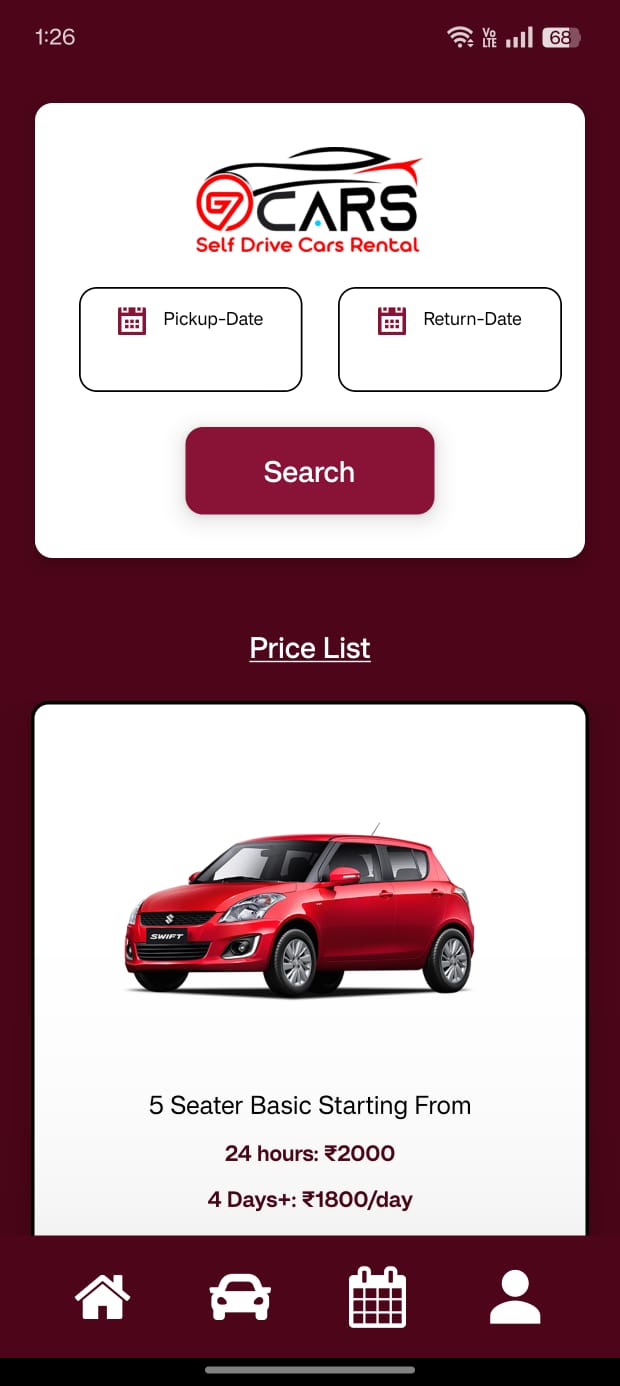 1:26
Vo
LTE
68
G7
CARS
Self Drive Cars Rental
Pickup-Date
Return-Date
Search
Price List
SWIFT
5 Seater Basic Starting From
24 hours: ₹2000
4 Days+: ₹1800/day